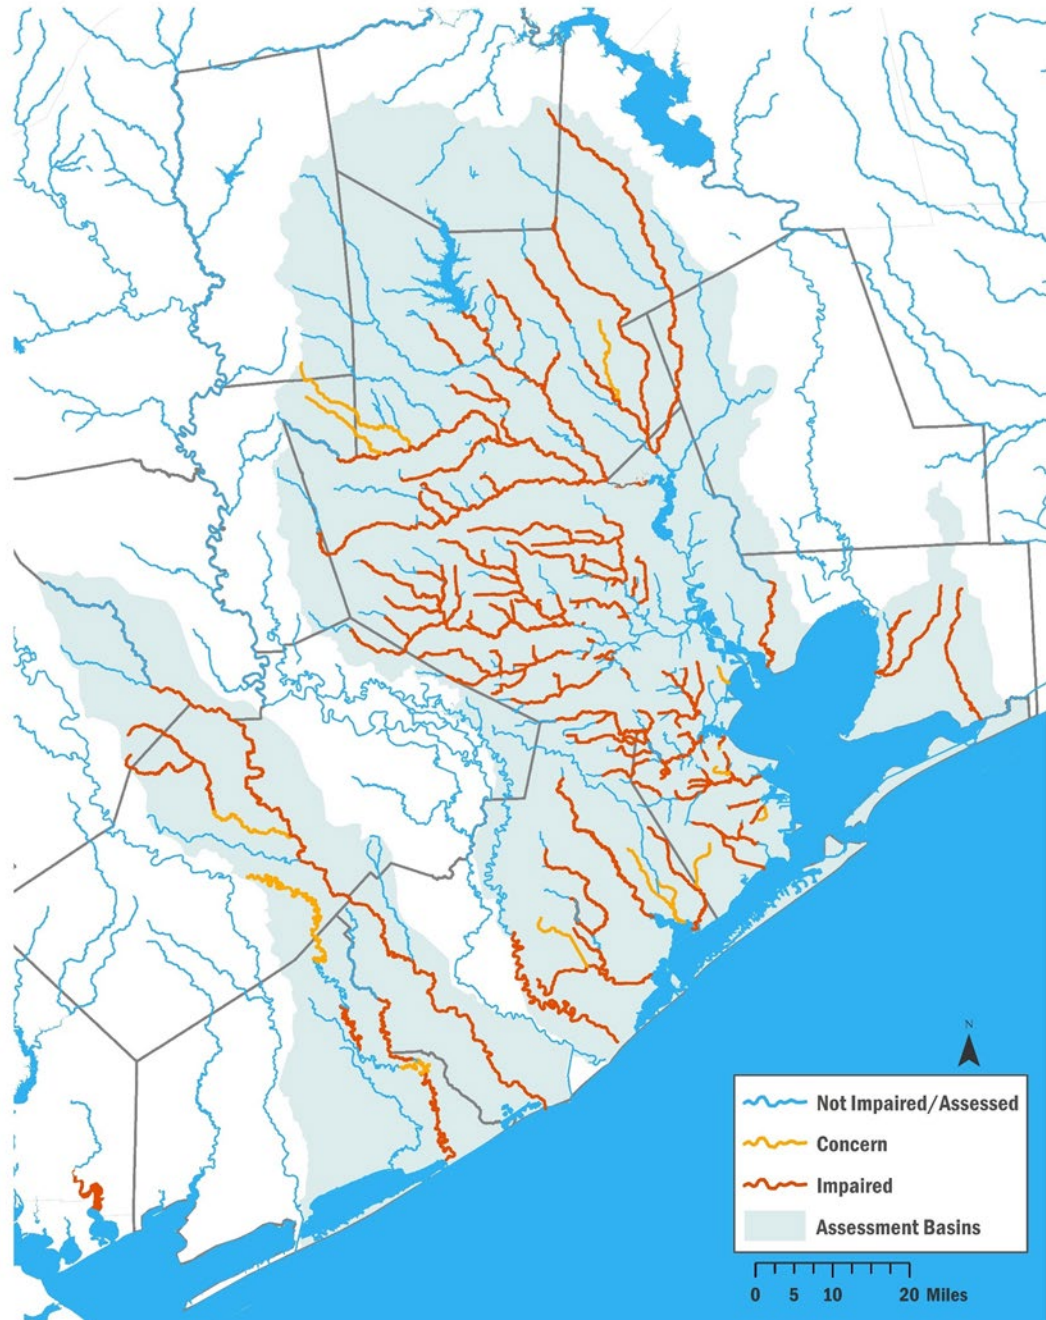 N
Not Impaired/Assessed
Concern
Impaired
Assessment Basins
0 5 10 20 Miles